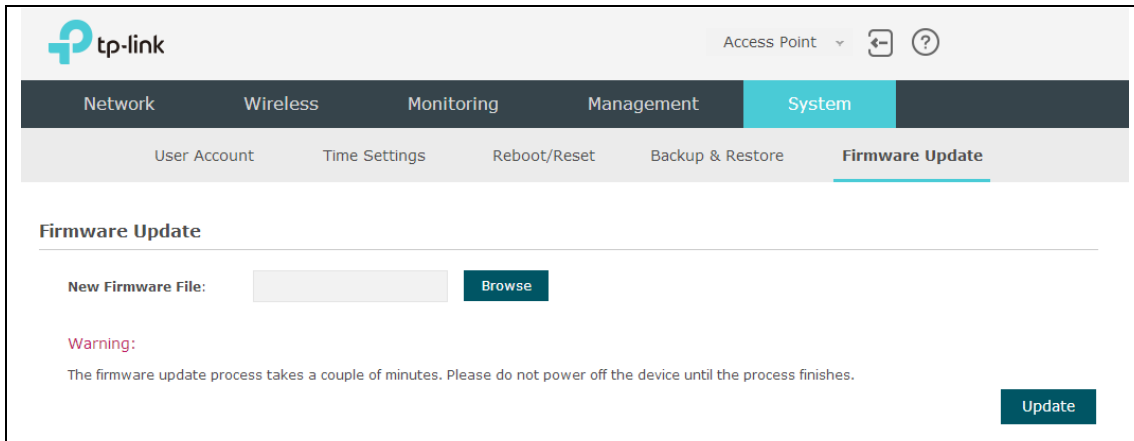 tp-link
Access Point
Network Wireless Monitoring Management System
User Account Time Settings Reboot/Reset Backup & Restore Firmware Update
Firmware Update
New Firmware File: Browse
Warning:
The firmware update process takes a couple of minutes. Please do not power off the device until the process finishes.
Update